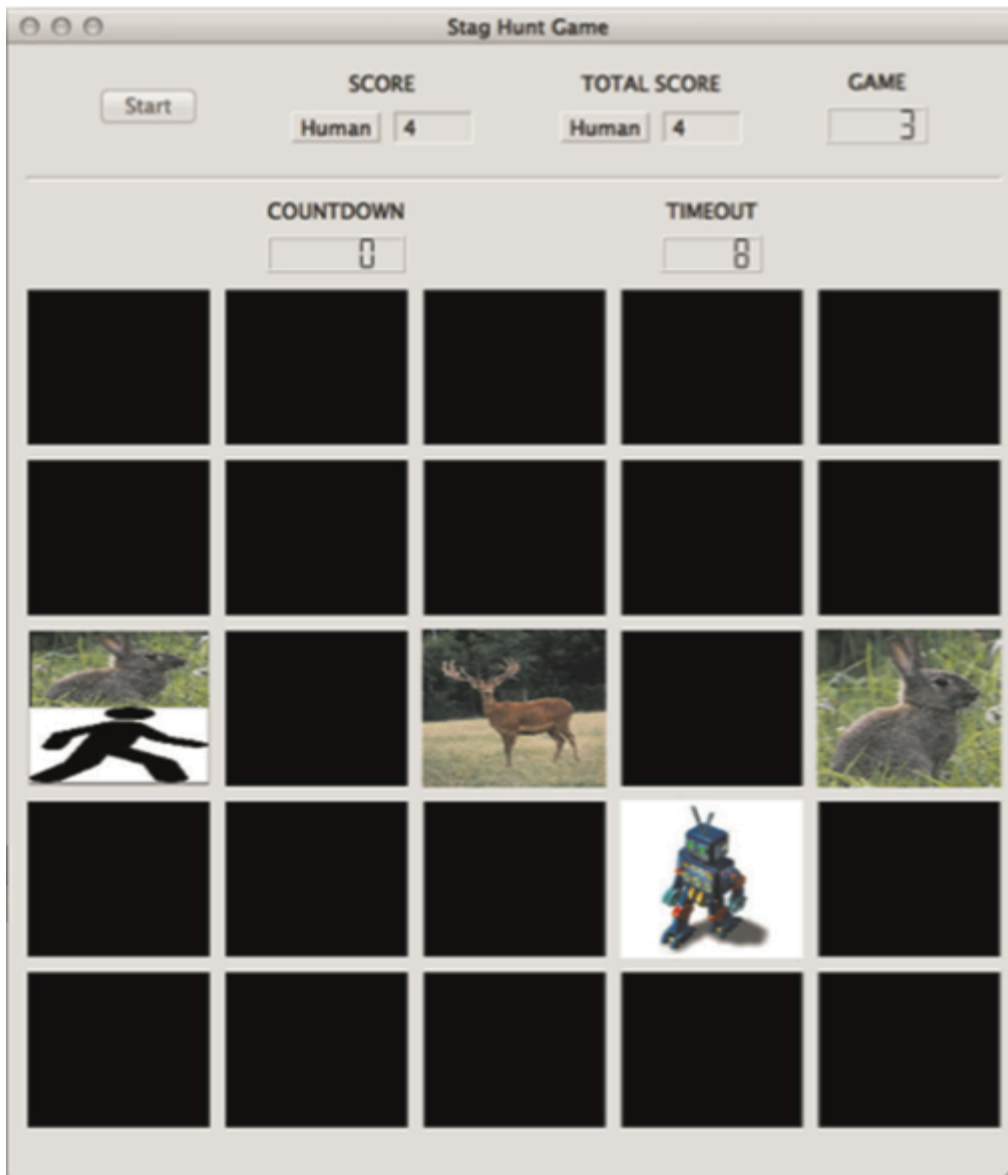 Stag Hunt Game
Start
SCORE
Human 4
TOTAL SCORE
Human 4
GAME
3
COUNTDOWN
0
TIMEOUT
8